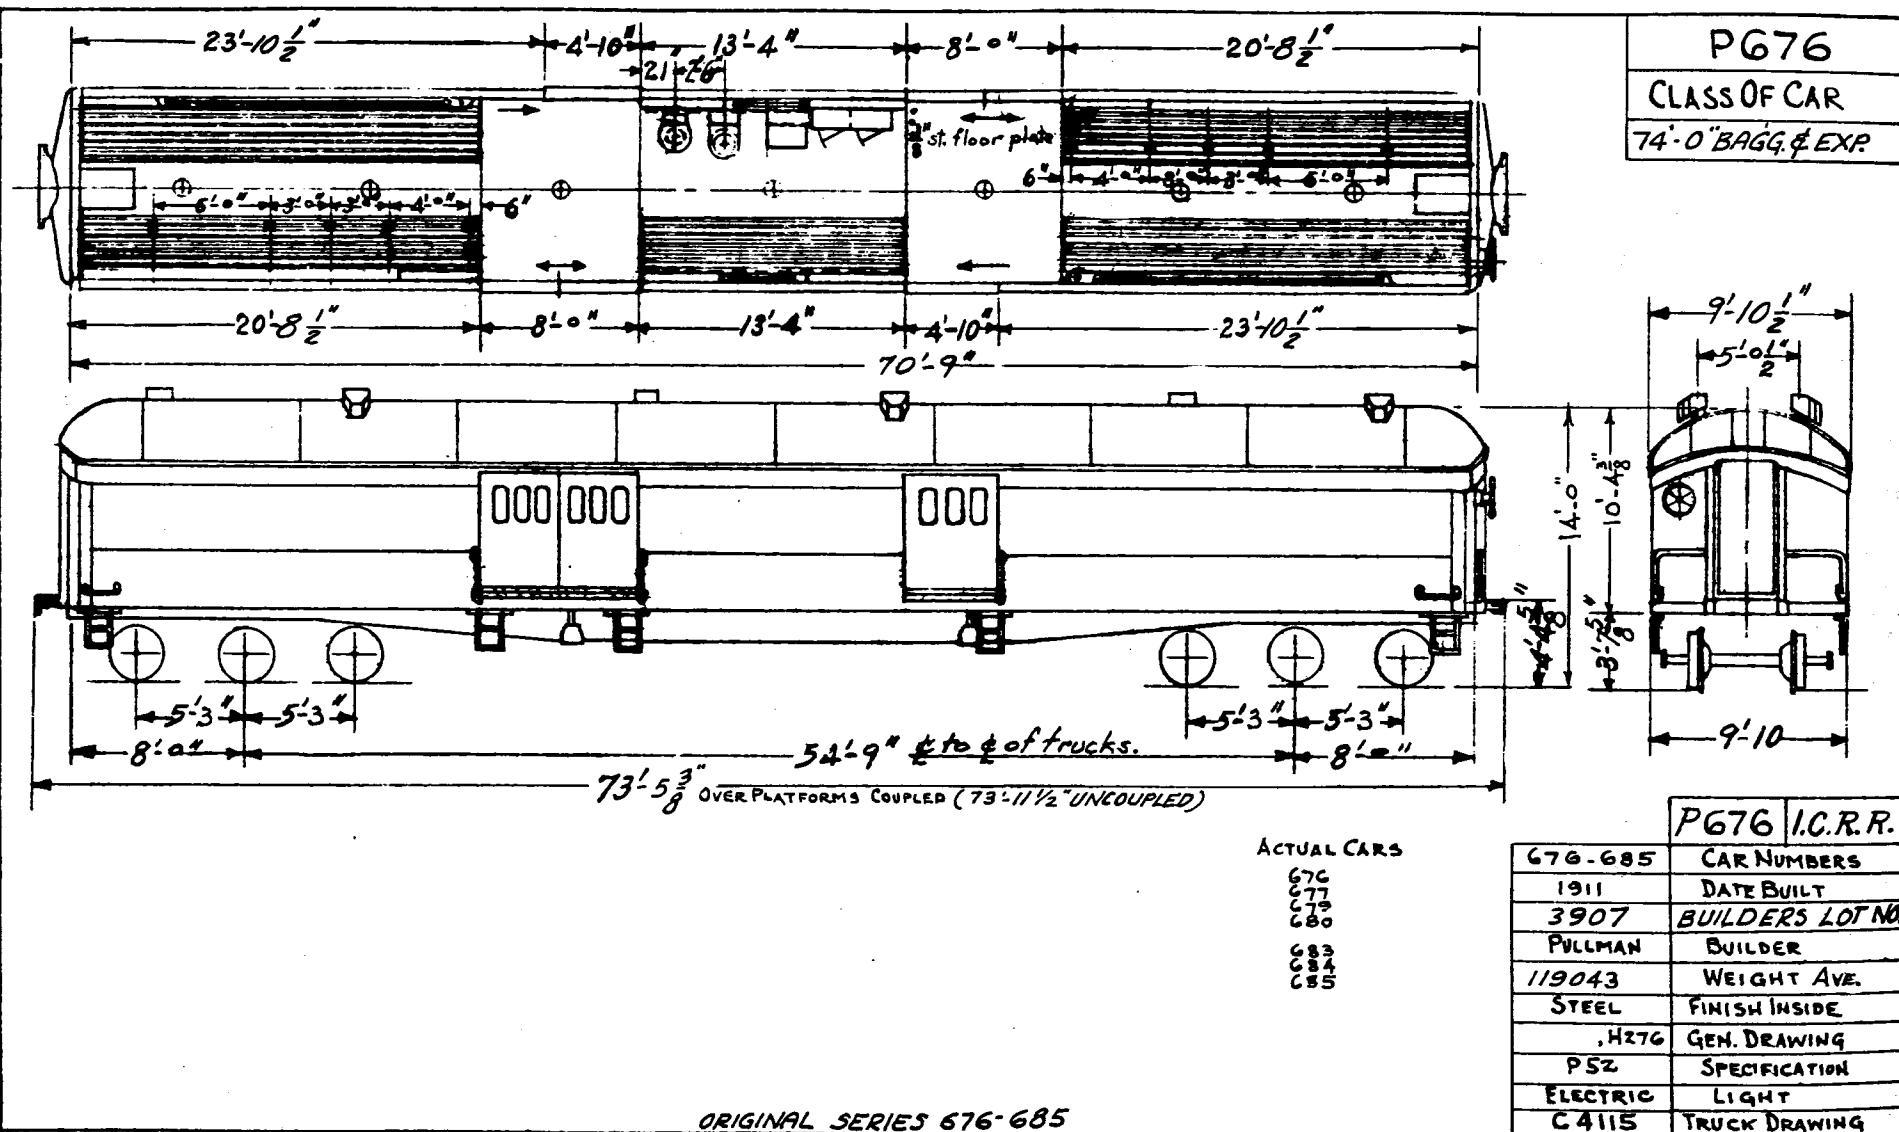 23'-10 1/2"
4'-10"
13'-4"
8'-0"
20'-8 1/2"
P676
CLASS OF CAR
74'-0" BAGG. & EXP.
21"
st. floor plate
6" 4'-0" 3'-0" 3'-0" 6'-0"
6'-0" 3'-0" 3'-0" 4'-0" 6"
20'-8 1/2"
8'-0"
13'-4"
4'-10"
23'-10 1/2"
70'-9"
9'-10 1/2"
5'-0 1/2"
14'-0"
10'-4 3/8"
4'-4 5/8"
3'-7 5/8"
5'-3"
5'-3"
5'-3"
5'-3"
8'-0"
54'-9" ℄ to ℄ of trucks.
8'-0"
9'-10
73'-5 3/8" OVER PLATFORMS COUPLED (73'-11 1/2" UNCOUPLED)
ACTUAL CARS
676
677
679
680
683
684
685
P676 I.C.R.R.
676-685 CAR NUMBERS
1911 DATE BUILT
3907 BUILDERS LOT NO.
PULLMAN BUILDER
119043 WEIGHT AVE.
STEEL FINISH INSIDE
H276 GEN. DRAWING
P52 SPECIFICATION
ELECTRIC LIGHT
C4115 TRUCK DRAWING
ORIGINAL SERIES 676-685